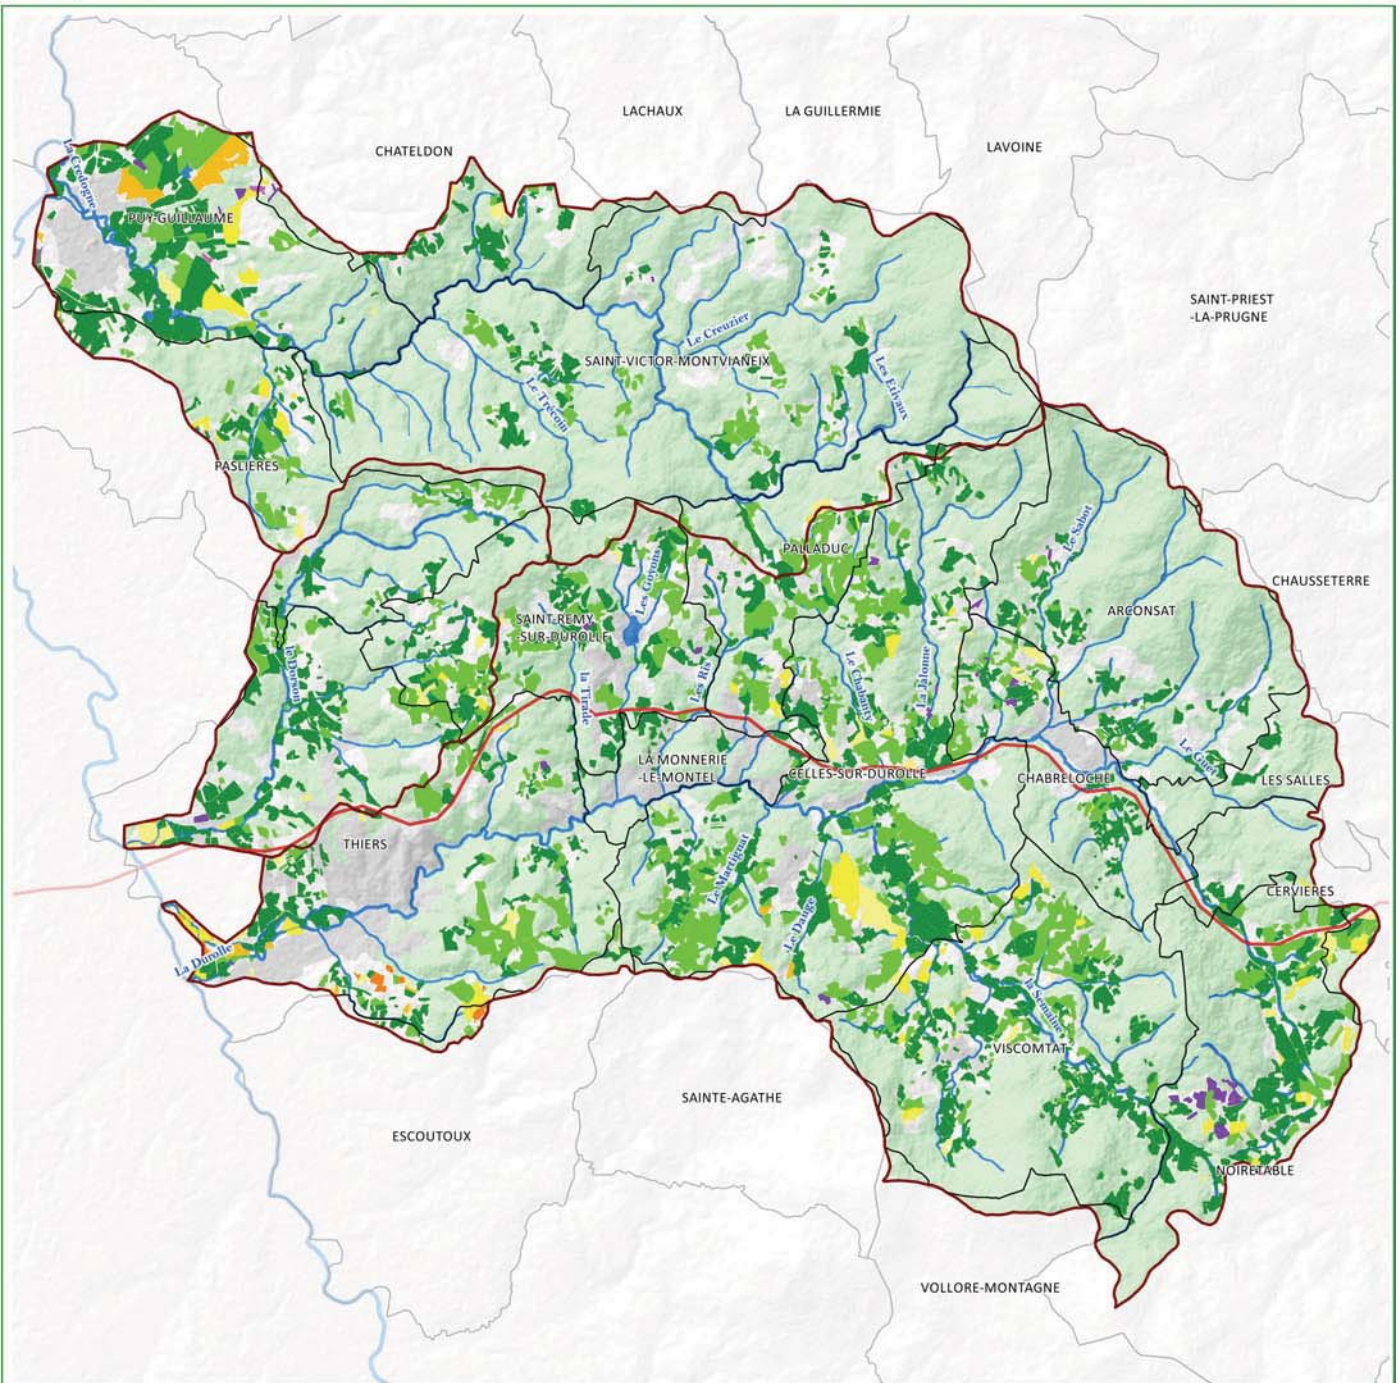 LACHAUX
LA GUILLERMIE
CHATELDON
LAVOINE
La Credogne
PUY-GUILLAUME
SAINT-PRIEST
-LA-PRUGNE
Le Creuzier
SAINT-VICTOR-MONTVIANEIX
Les Etivaux
Le Trécoin
PASLIERES
Le Sabot
PALLADUC
Les Goyons
CHAUSSETERRE
ARCONSAT
SAINT-REMY
-SUR-DUROLLE
le Dorson
la Tirade
Les Ris
Le Chabanty
La Jalonne
Le Guet
LA MONNERIE
-LE-MONTEL
CELLES-SUR-DUROLLE
CHABRELOCHE
LES SALLES
THIERS
Le Martignat
CERVIERES
Le Dauge
La Durolle
la Semaine
VISCOMTAT
SAINTE-AGATHE
ESCOUTOUX
NOIRETABLE
VOLLORE-MONTAGNE